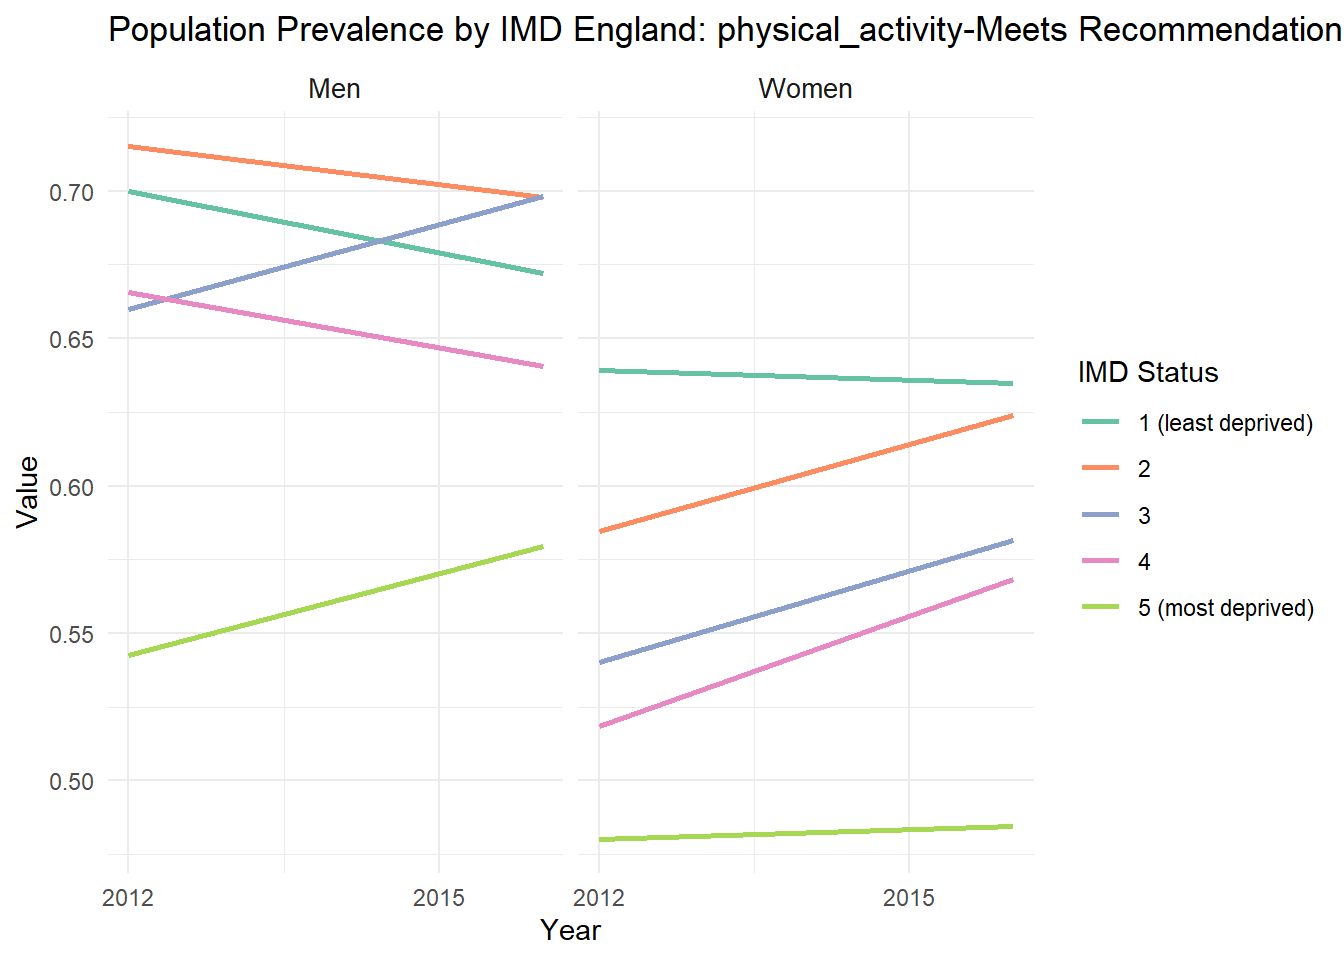 Population Prevalence by IMD England: physical_activity-Meets Recommendation
Men
Women
Value
0.70
0.65
0.60
0.55
0.50
2012
2015
2012
2015
Year
IMD Status
1 (least deprived)
2
3
4
5 (most deprived)